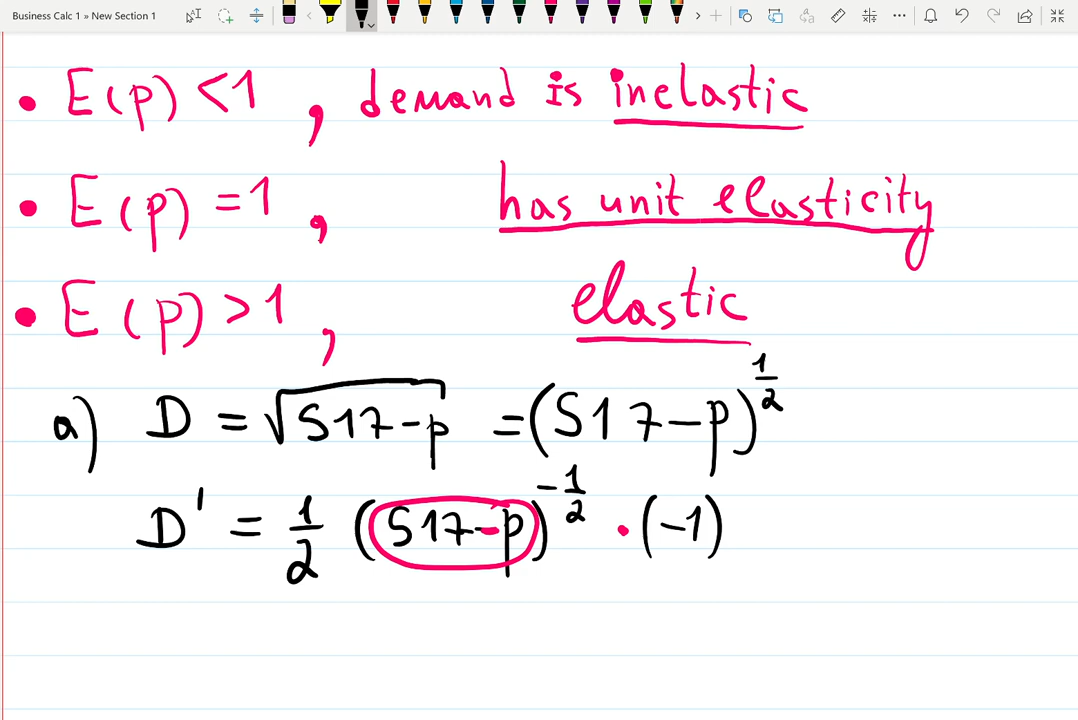 Business Calc 1 » New Section 1
• E(p) < 1 , demand is inelastic
• E(p) = 1 , has unit elasticity
• E(p) > 1 , elastic
a) D = √517-p = (517-p)^1/2
D' = 1/2 (517-p)^-1/2 • (-1)